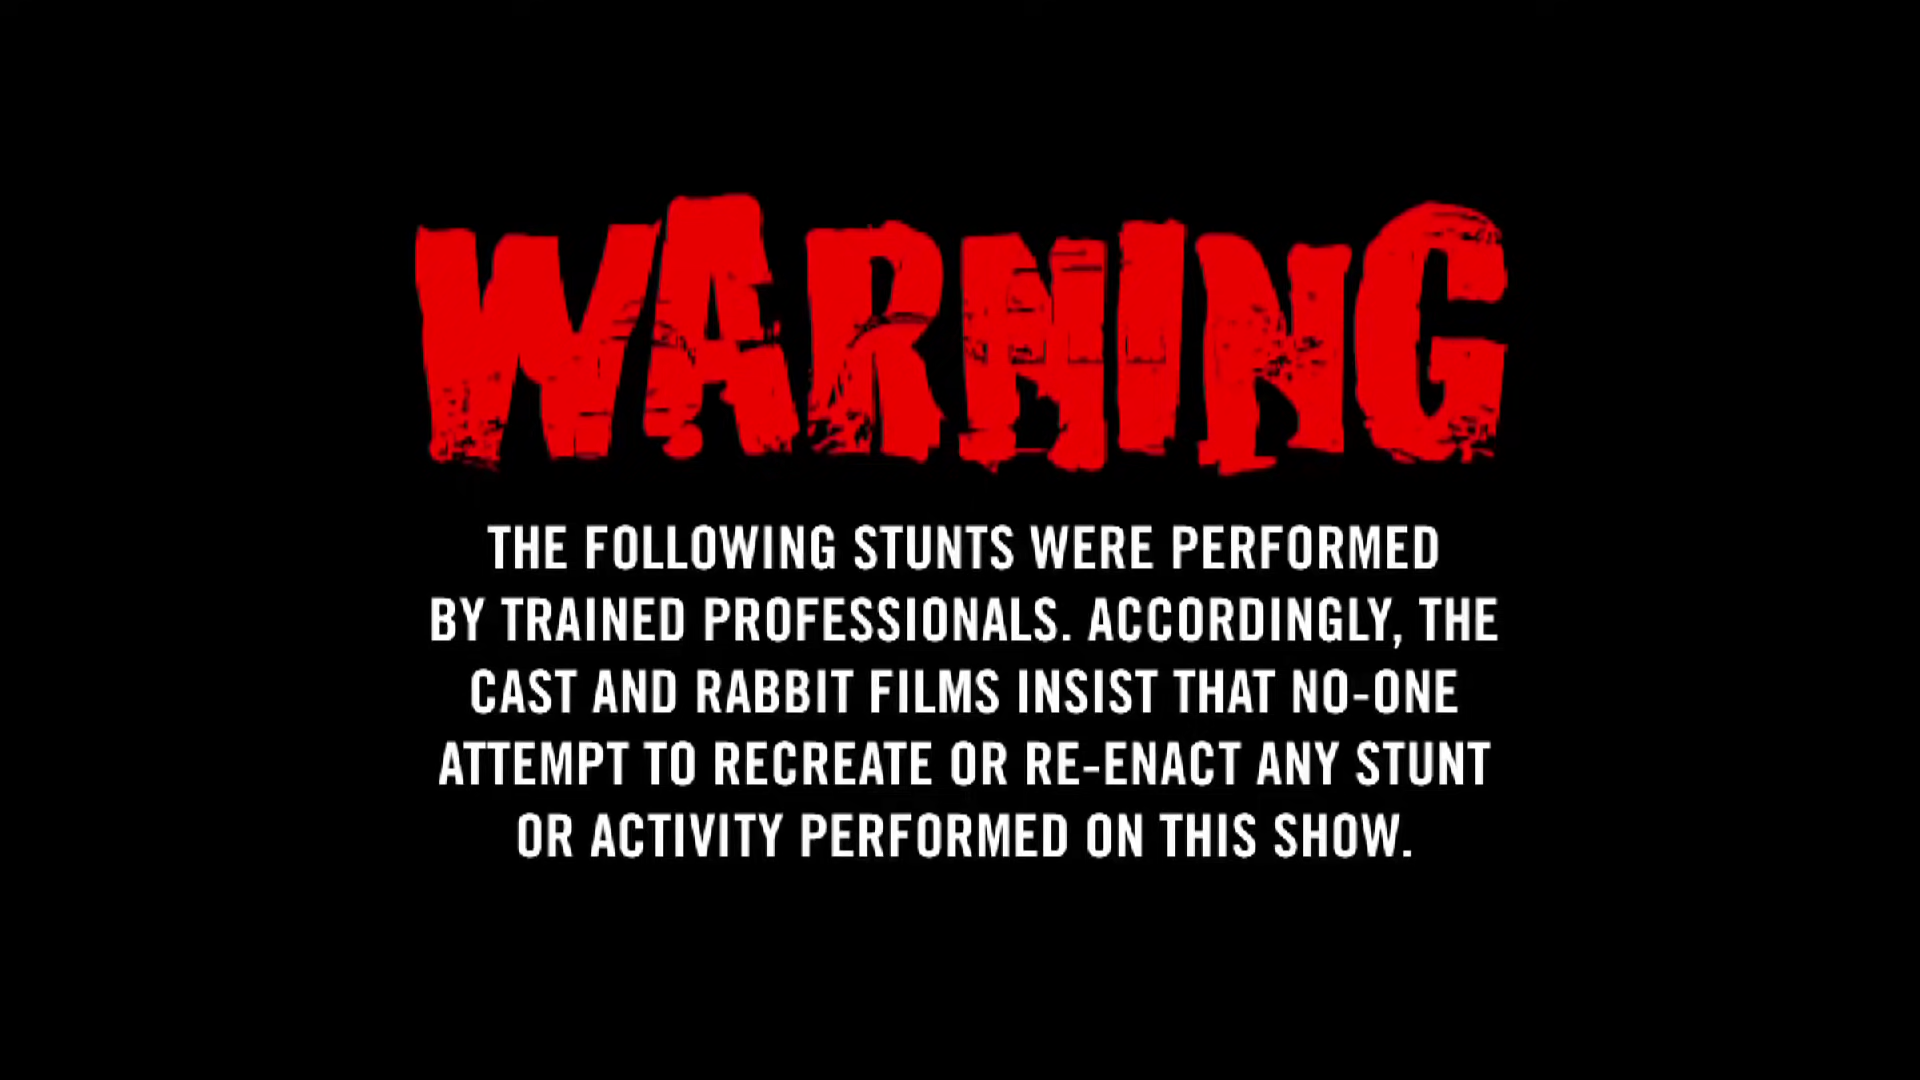 WARNING
THE FOLLOWING STUNTS WERE PERFORMED
BY TRAINED PROFESSIONALS. ACCORDINGLY, THE
CAST AND RABBIT FILMS INSIST THAT NO-ONE
ATTEMPT TO RECREATE OR RE-ENACT ANY STUNT
OR ACTIVITY PERFORMED ON THIS SHOW.